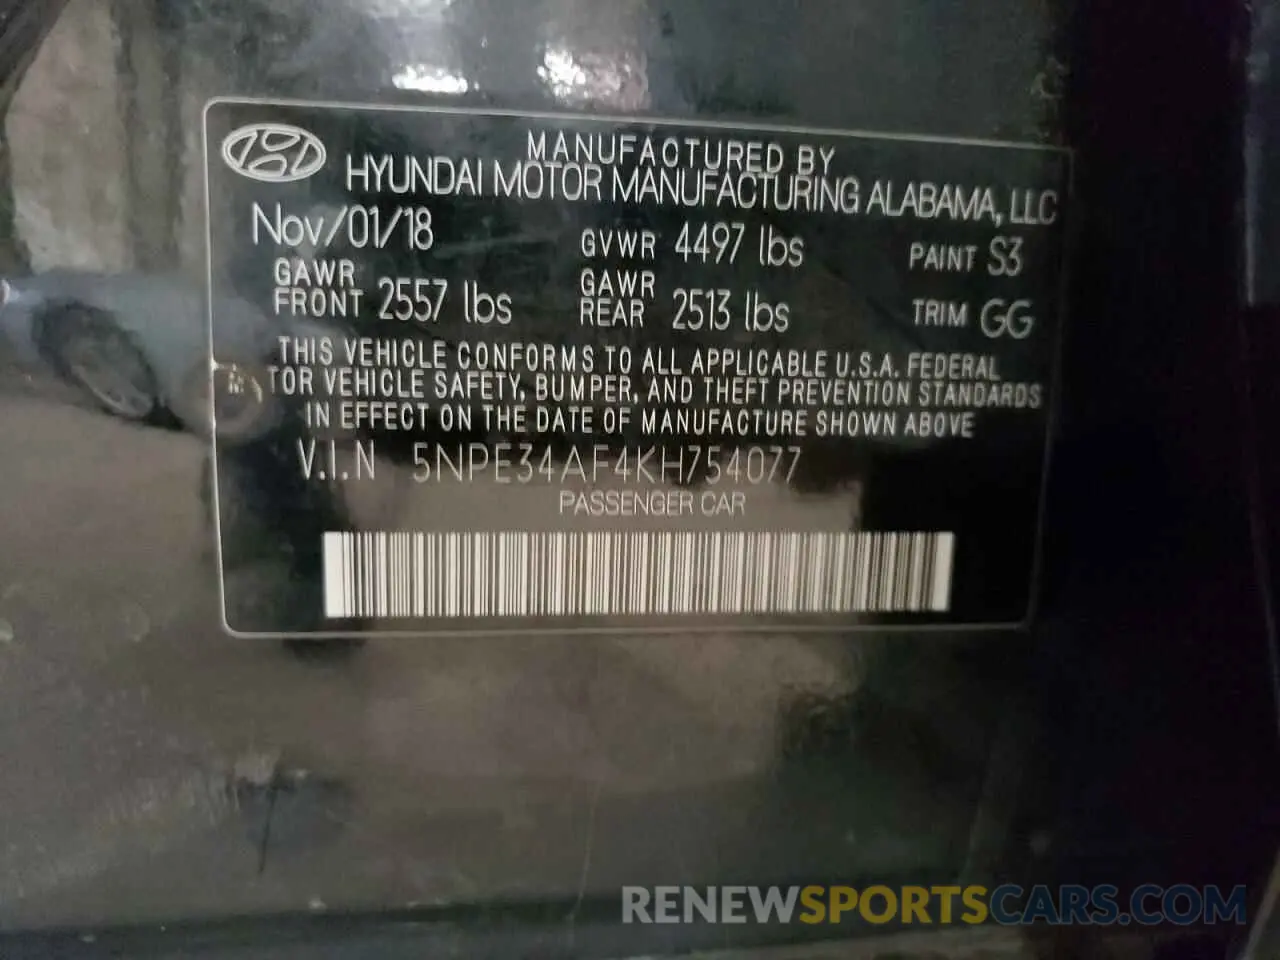 MANUFACTURED BY
HYUNDAI MOTOR MANUFACTURING ALABAMA, LLC
Nov/01/18 GVWR 4497 lbs PAINT S3
GAWR FRONT 2557 lbs GAWR REAR 2513 lbs TRIM GG
THIS VEHICLE CONFORMS TO ALL APPLICABLE U.S.A. FEDERAL
MOTOR VEHICLE SAFETY, BUMPER, AND THEFT PREVENTION STANDARDS
IN EFFECT ON THE DATE OF MANUFACTURE SHOWN ABOVE
V.I.N 5NPE34AF4KH754077
PASSENGER CAR
RENEWSPORTSCARS.COM